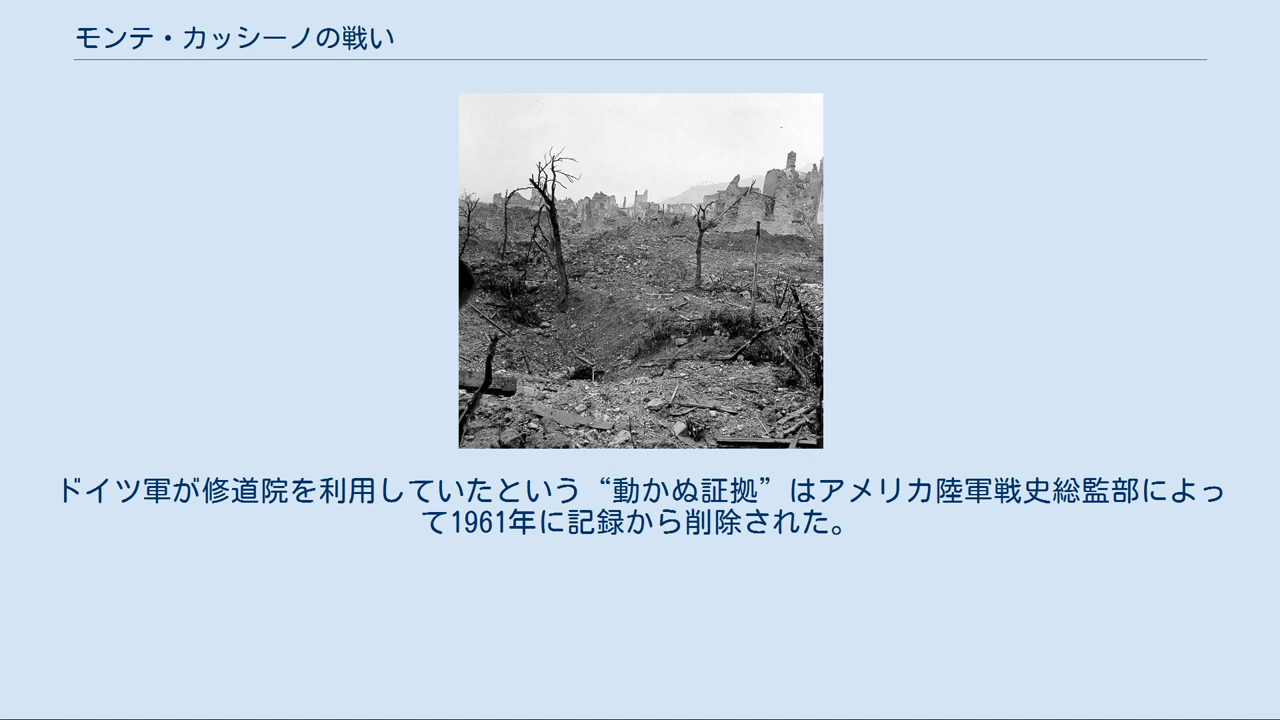 モンテ・カッシーノの戦い
ドイツ軍が修道院を利用していたという“動かぬ証拠”はアメリカ陸軍戦史総監部によっ
て1961年に記録から削除された。